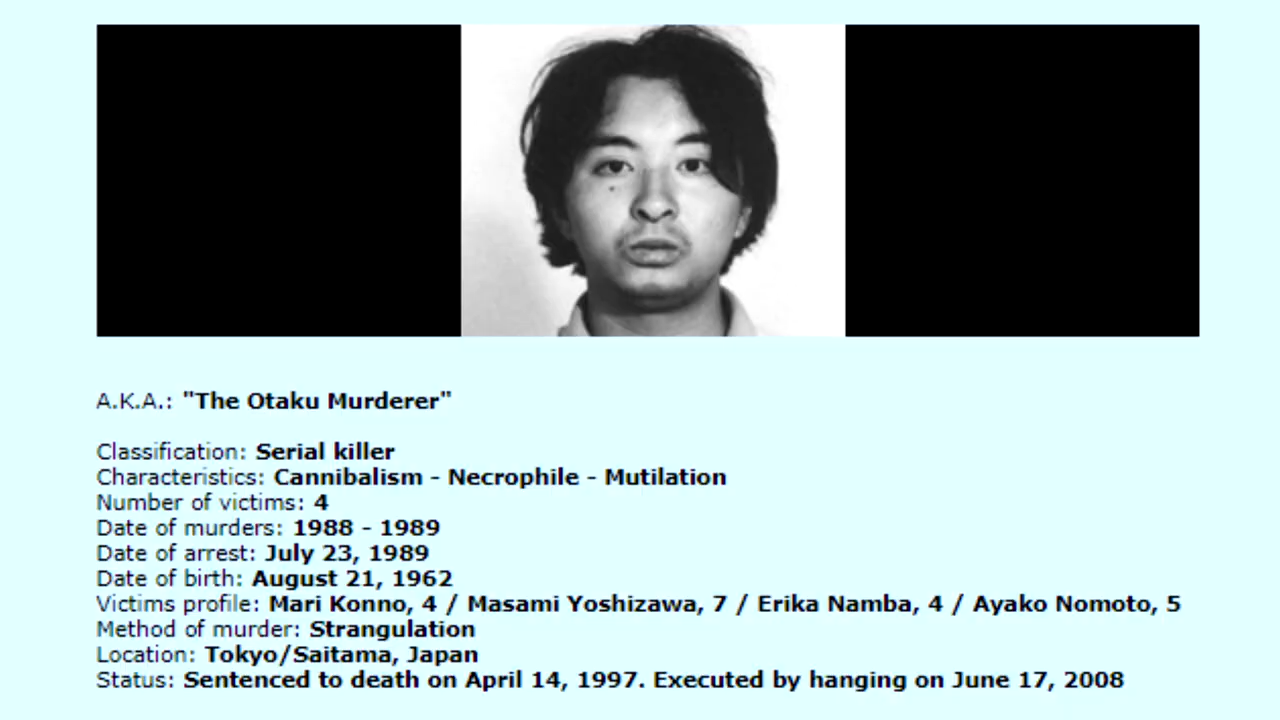 A.K.A.: "The Otaku Murderer"
Classification: Serial killer
Characteristics: Cannibalism - Necrophile - Mutilation
Number of victims: 4
Date of murders: 1988 - 1989
Date of arrest: July 23, 1989
Date of birth: August 21, 1962
Victims profile: Mari Konno, 4 / Masami Yoshizawa, 7 / Erika Namba, 4 / Ayako Nomoto, 5
Method of murder: Strangulation
Location: Tokyo/Saitama, Japan
Status: Sentenced to death on April 14, 1997. Executed by hanging on June 17, 2008